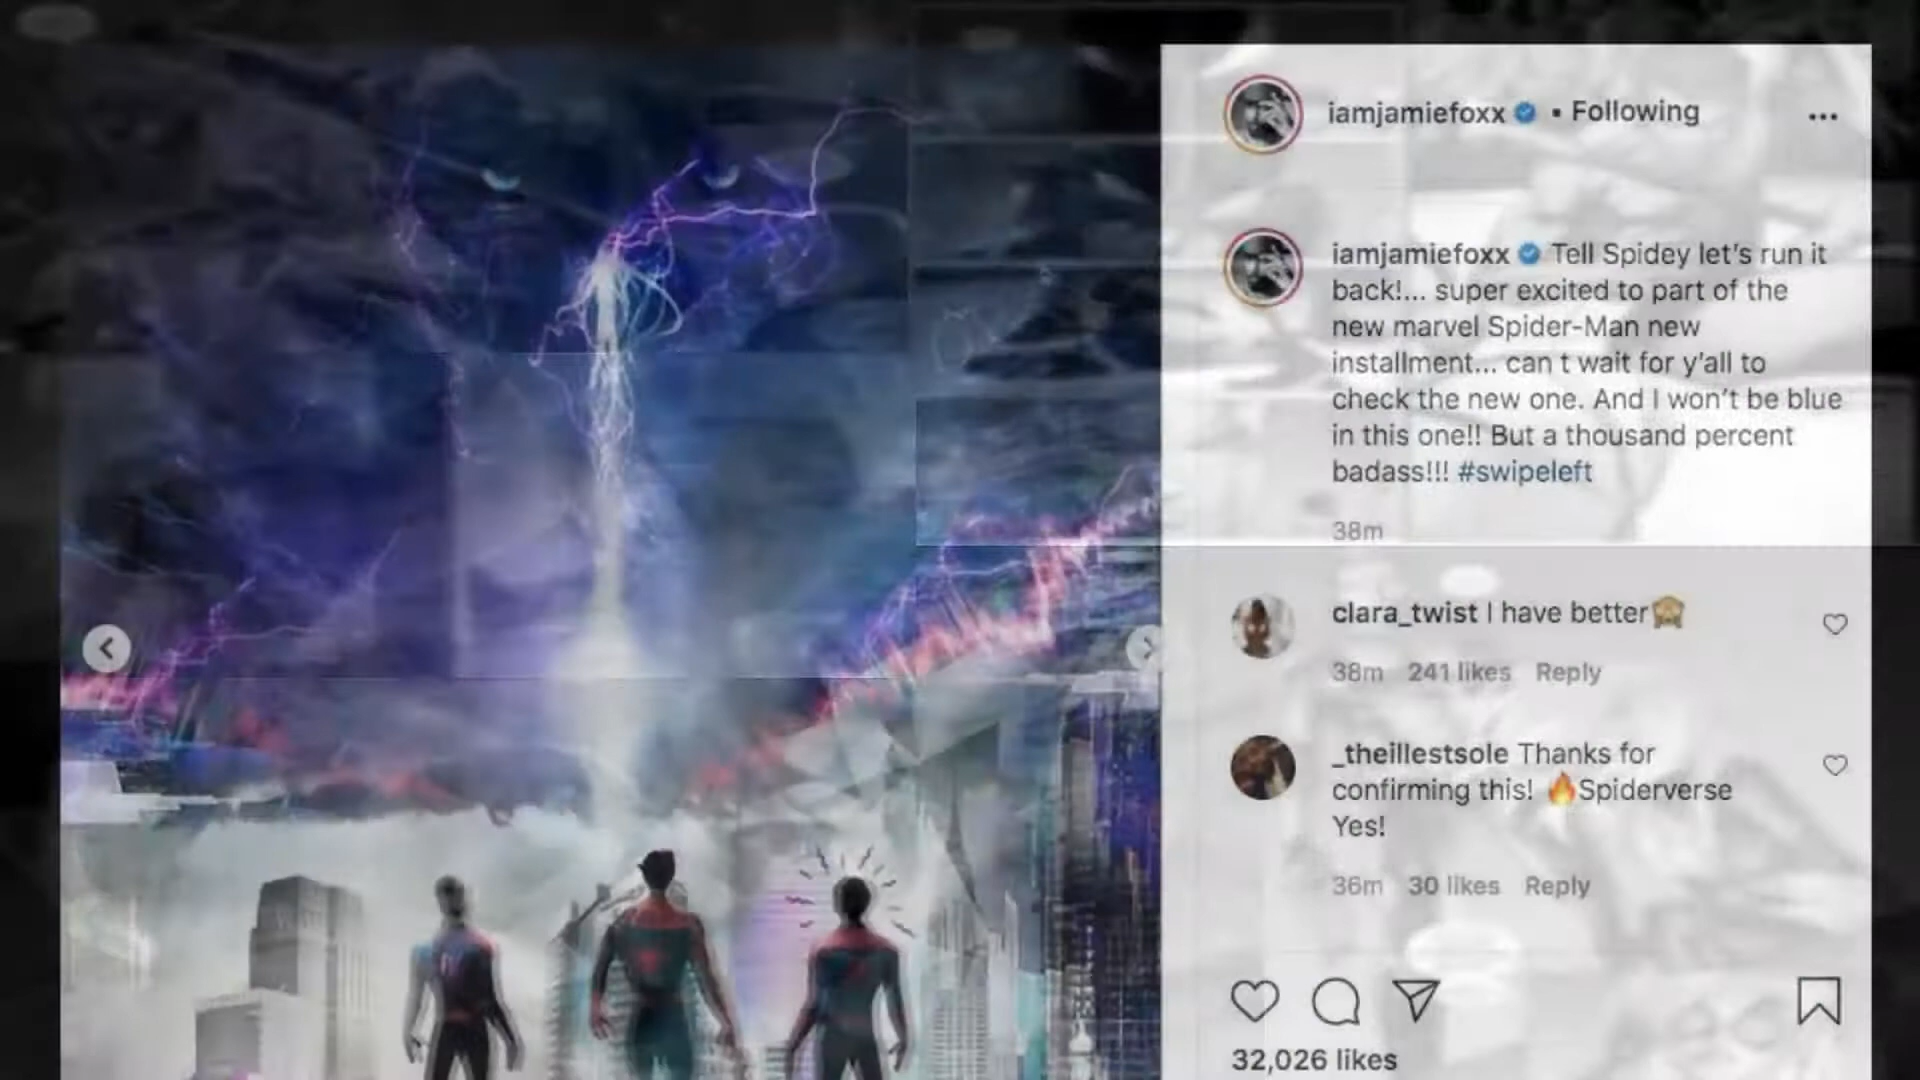 iamjamiefoxx • Following
iamjamiefoxx Tell Spidey let's run it
back!... super excited to part of the
new marvel Spider-Man new
installment... can t wait for y'all to
check the new one. And I won't be blue
in this one!! But a thousand percent
badass!!! #swipeleft
38m
clara_twist I have better🙈
38m 241 likes Reply
_theillestsole Thanks for
confirming this! 🔥Spiderverse
Yes!
36m 30 likes Reply
32,026 likes